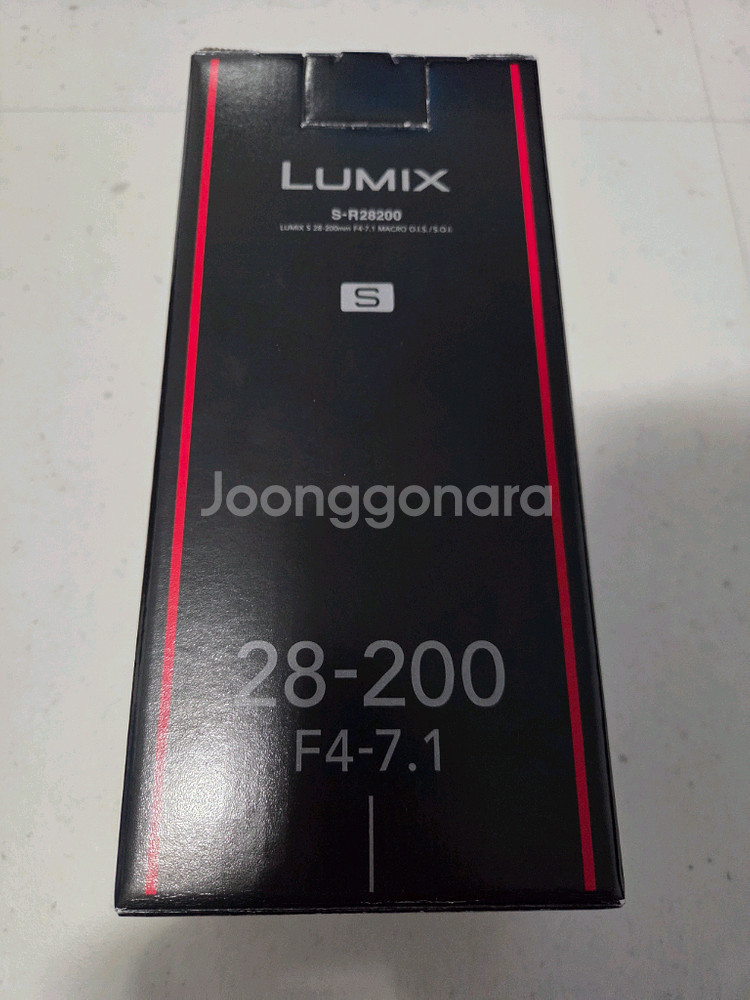 LUMIX
S-R28200
LUMIX S 28-200mm F4-7.1 MACRO O.I.S./S.O.I.
S
Joonggonara
28-200
F4-7.1